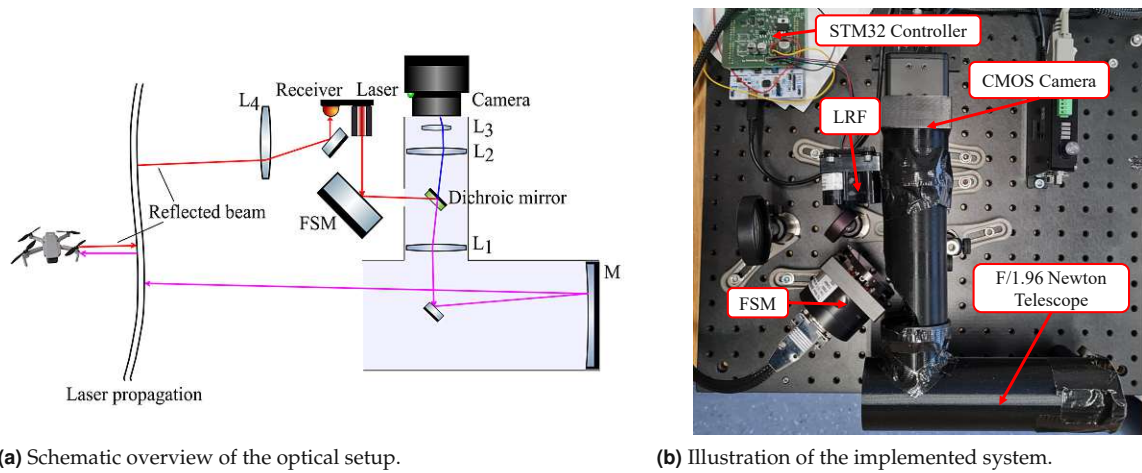 Receiver Laser
L4
Camera
L3
L2
Dichroic mirror
Reflected beam
FSM
L1
M
Laser propagation
(a) Schematic overview of the optical setup.
STM32 Controller
CMOS Camera
LRF
FSM
F/1.96 Newton
Telescope
(b) Illustration of the implemented system.